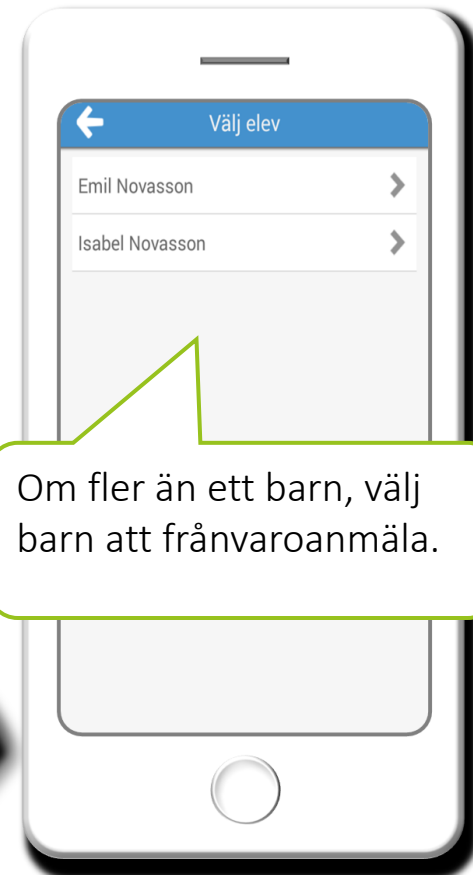 Välj elev
Emil Novasson
Isabel Novasson
Om fler än ett barn, välj
barn att frånvaroanmäla.